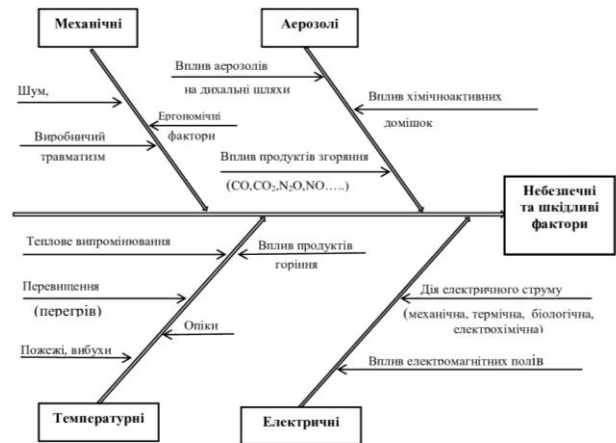 Механічні
Аерозолі
Вплив аерозолів
на дихальні шляхи
Шум,
Ергономічні
фактори
Вплив хімічноактивних
домішок
Виробничий
травматизм
Вплив продуктів згоряння
(CO,CO₂,N₂O,NO…..)
Небезпечні
та шкідливі
фактори
Теплове випромінювання
Вплив продуктів
горіння
Перевищення
(перегрів)
Дія електричного струму
(механічна, термічна, біологічна,
електрохімічна)
Опіки
Пожежі, вибухи
Вплив електромагнітних полів
Температурні
Електричні